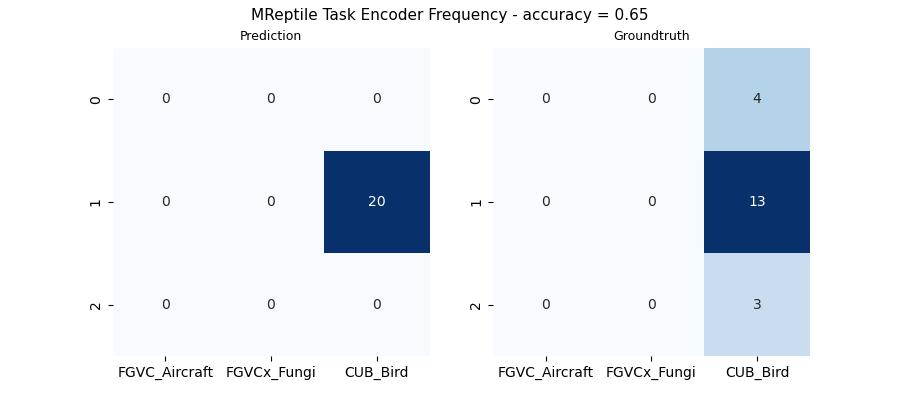 MReptile Task Encoder Frequency - accuracy = 0.65
Prediction
Groundtruth
0
0 0 0
0
0 0 4
1
0 0 20
1
0 0 13
2
0 0 0
2
0 0 3
FGVC_Aircraft FGVCx_Fungi CUB_Bird
FGVC_Aircraft FGVCx_Fungi CUB_Bird